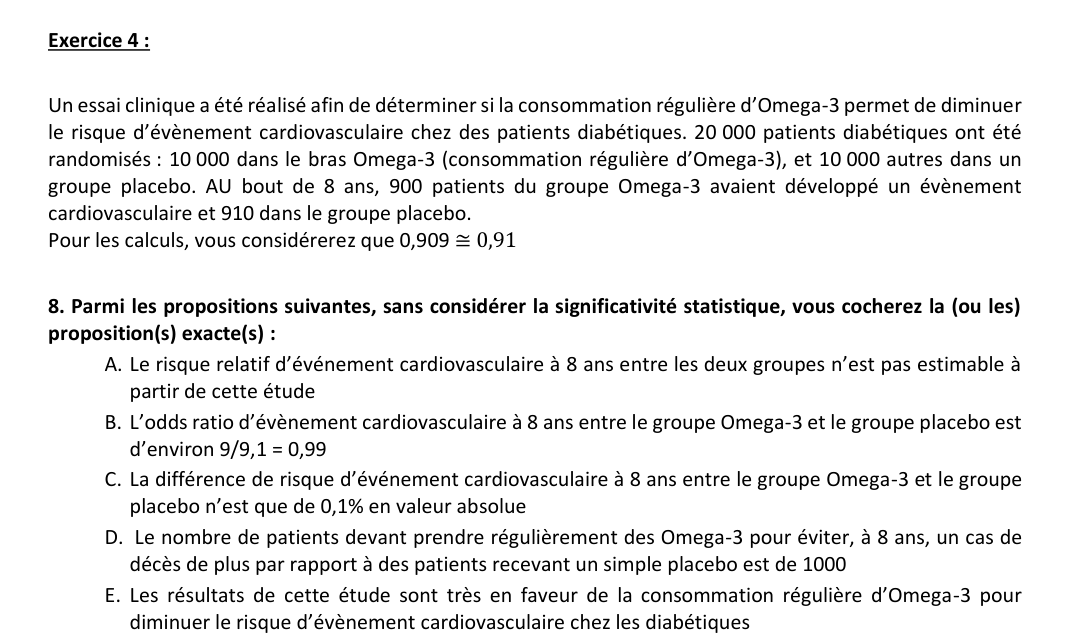 Exercice 4 :
Un essai clinique a été réalisé afin de déterminer si la consommation régulière d’Omega-3 permet de diminuer
le risque d’évènement cardiovasculaire chez des patients diabétiques. 20 000 patients diabétiques ont été
randomisés : 10 000 dans le bras Omega-3 (consommation régulière d’Omega-3), et 10 000 autres dans un
groupe placebo. AU bout de 8 ans, 900 patients du groupe Omega-3 avaient développé un évènement
cardiovasculaire et 910 dans le groupe placebo.
Pour les calculs, vous considérerez que 0,909 ≅ 0,91
8. Parmi les propositions suivantes, sans considérer la significativité statistique, vous cocherez la (ou les)
proposition(s) exacte(s) :
A. Le risque relatif d’événement cardiovasculaire à 8 ans entre les deux groupes n’est pas estimable à
partir de cette étude
B. L’odds ratio d’évènement cardiovasculaire à 8 ans entre le groupe Omega-3 et le groupe placebo est
d’environ 9/9,1 = 0,99
C. La différence de risque d’événement cardiovasculaire à 8 ans entre le groupe Omega-3 et le groupe
placebo n’est que de 0,1% en valeur absolue
D. Le nombre de patients devant prendre régulièrement des Omega-3 pour éviter, à 8 ans, un cas de
décès de plus par rapport à des patients recevant un simple placebo est de 1000
E. Les résultats de cette étude sont très en faveur de la consommation régulière d’Omega-3 pour
diminuer le risque d’évènement cardiovasculaire chez les diabétiques